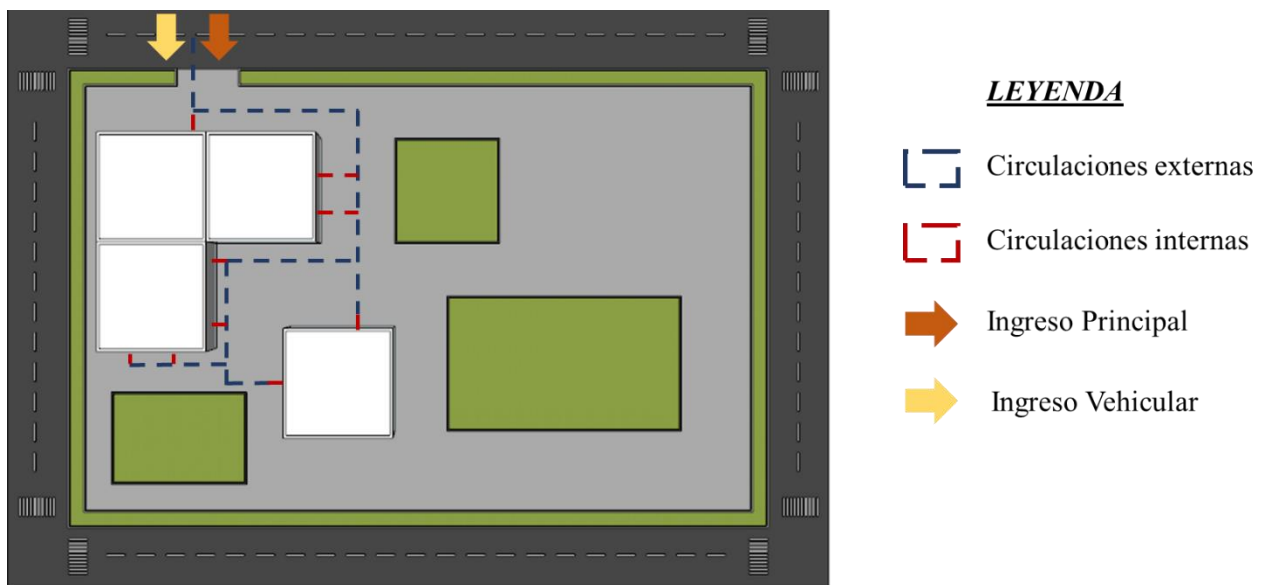 LEYENDA
Circulaciones externas
Circulaciones internas
Ingreso Principal
Ingreso Vehicular